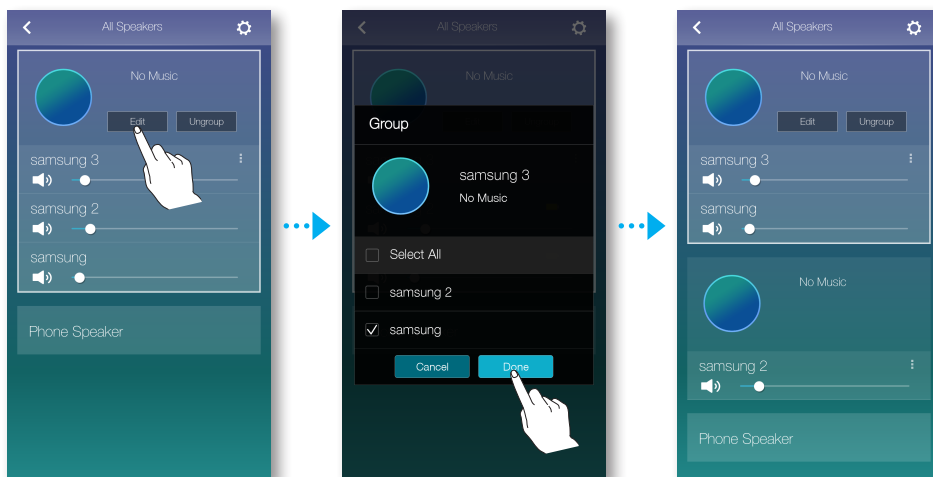 All Speakers
No Music
Edit Ungroup
samsung 3
samsung 2
samsung
Phone Speaker
All Speakers
No Music
Group
samsung 3
No Music
Select All
samsung 2
samsung
Cancel Done
All Speakers
No Music
Edit Ungroup
samsung 3
samsung
No Music
samsung 2
Phone Speaker